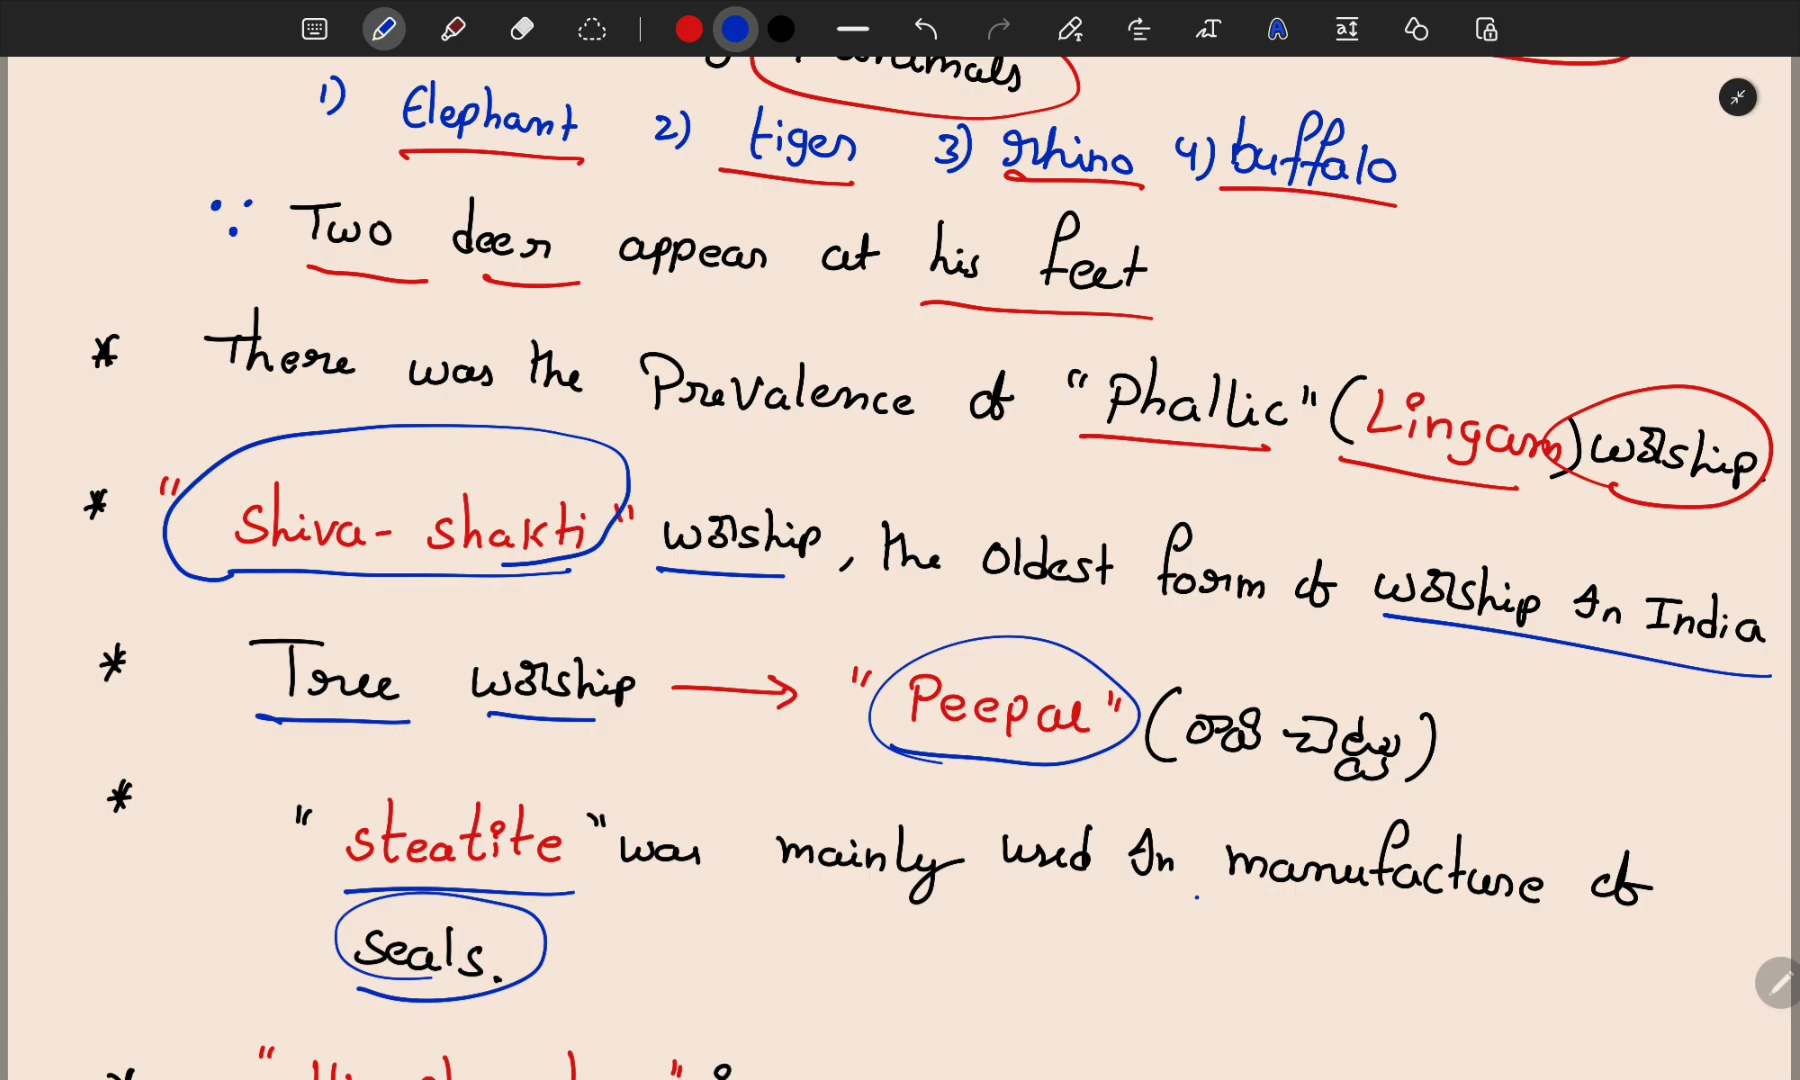 animals
1) Elephant 2) tiger 3) rhino 4) buffalo
∵ Two deer appear at his feet
* There was the Prevalence of "Phallic" (Lingam) worship
* "Shiva-shakti" worship, the oldest form of worship In India
* Tree worship → "Peepal" (రావి చెట్టు)
* "steatite" was mainly used In manufacture of
seals.